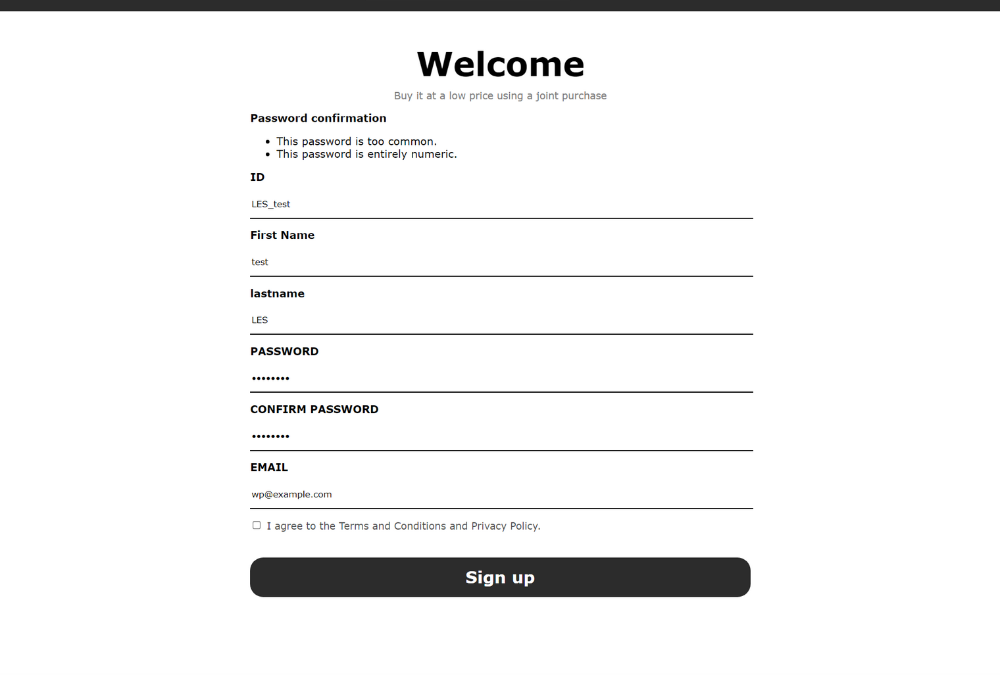 Welcome
Buy it at a low price using a joint purchase
Password confirmation
This password is too common.
This password is entirely numeric.
ID
LES_test
First Name
test
lastname
LES
PASSWORD
••••••••
CONFIRM PASSWORD
••••••••
EMAIL
wp@example.com
I agree to the Terms and Conditions and Privacy Policy.
Sign up